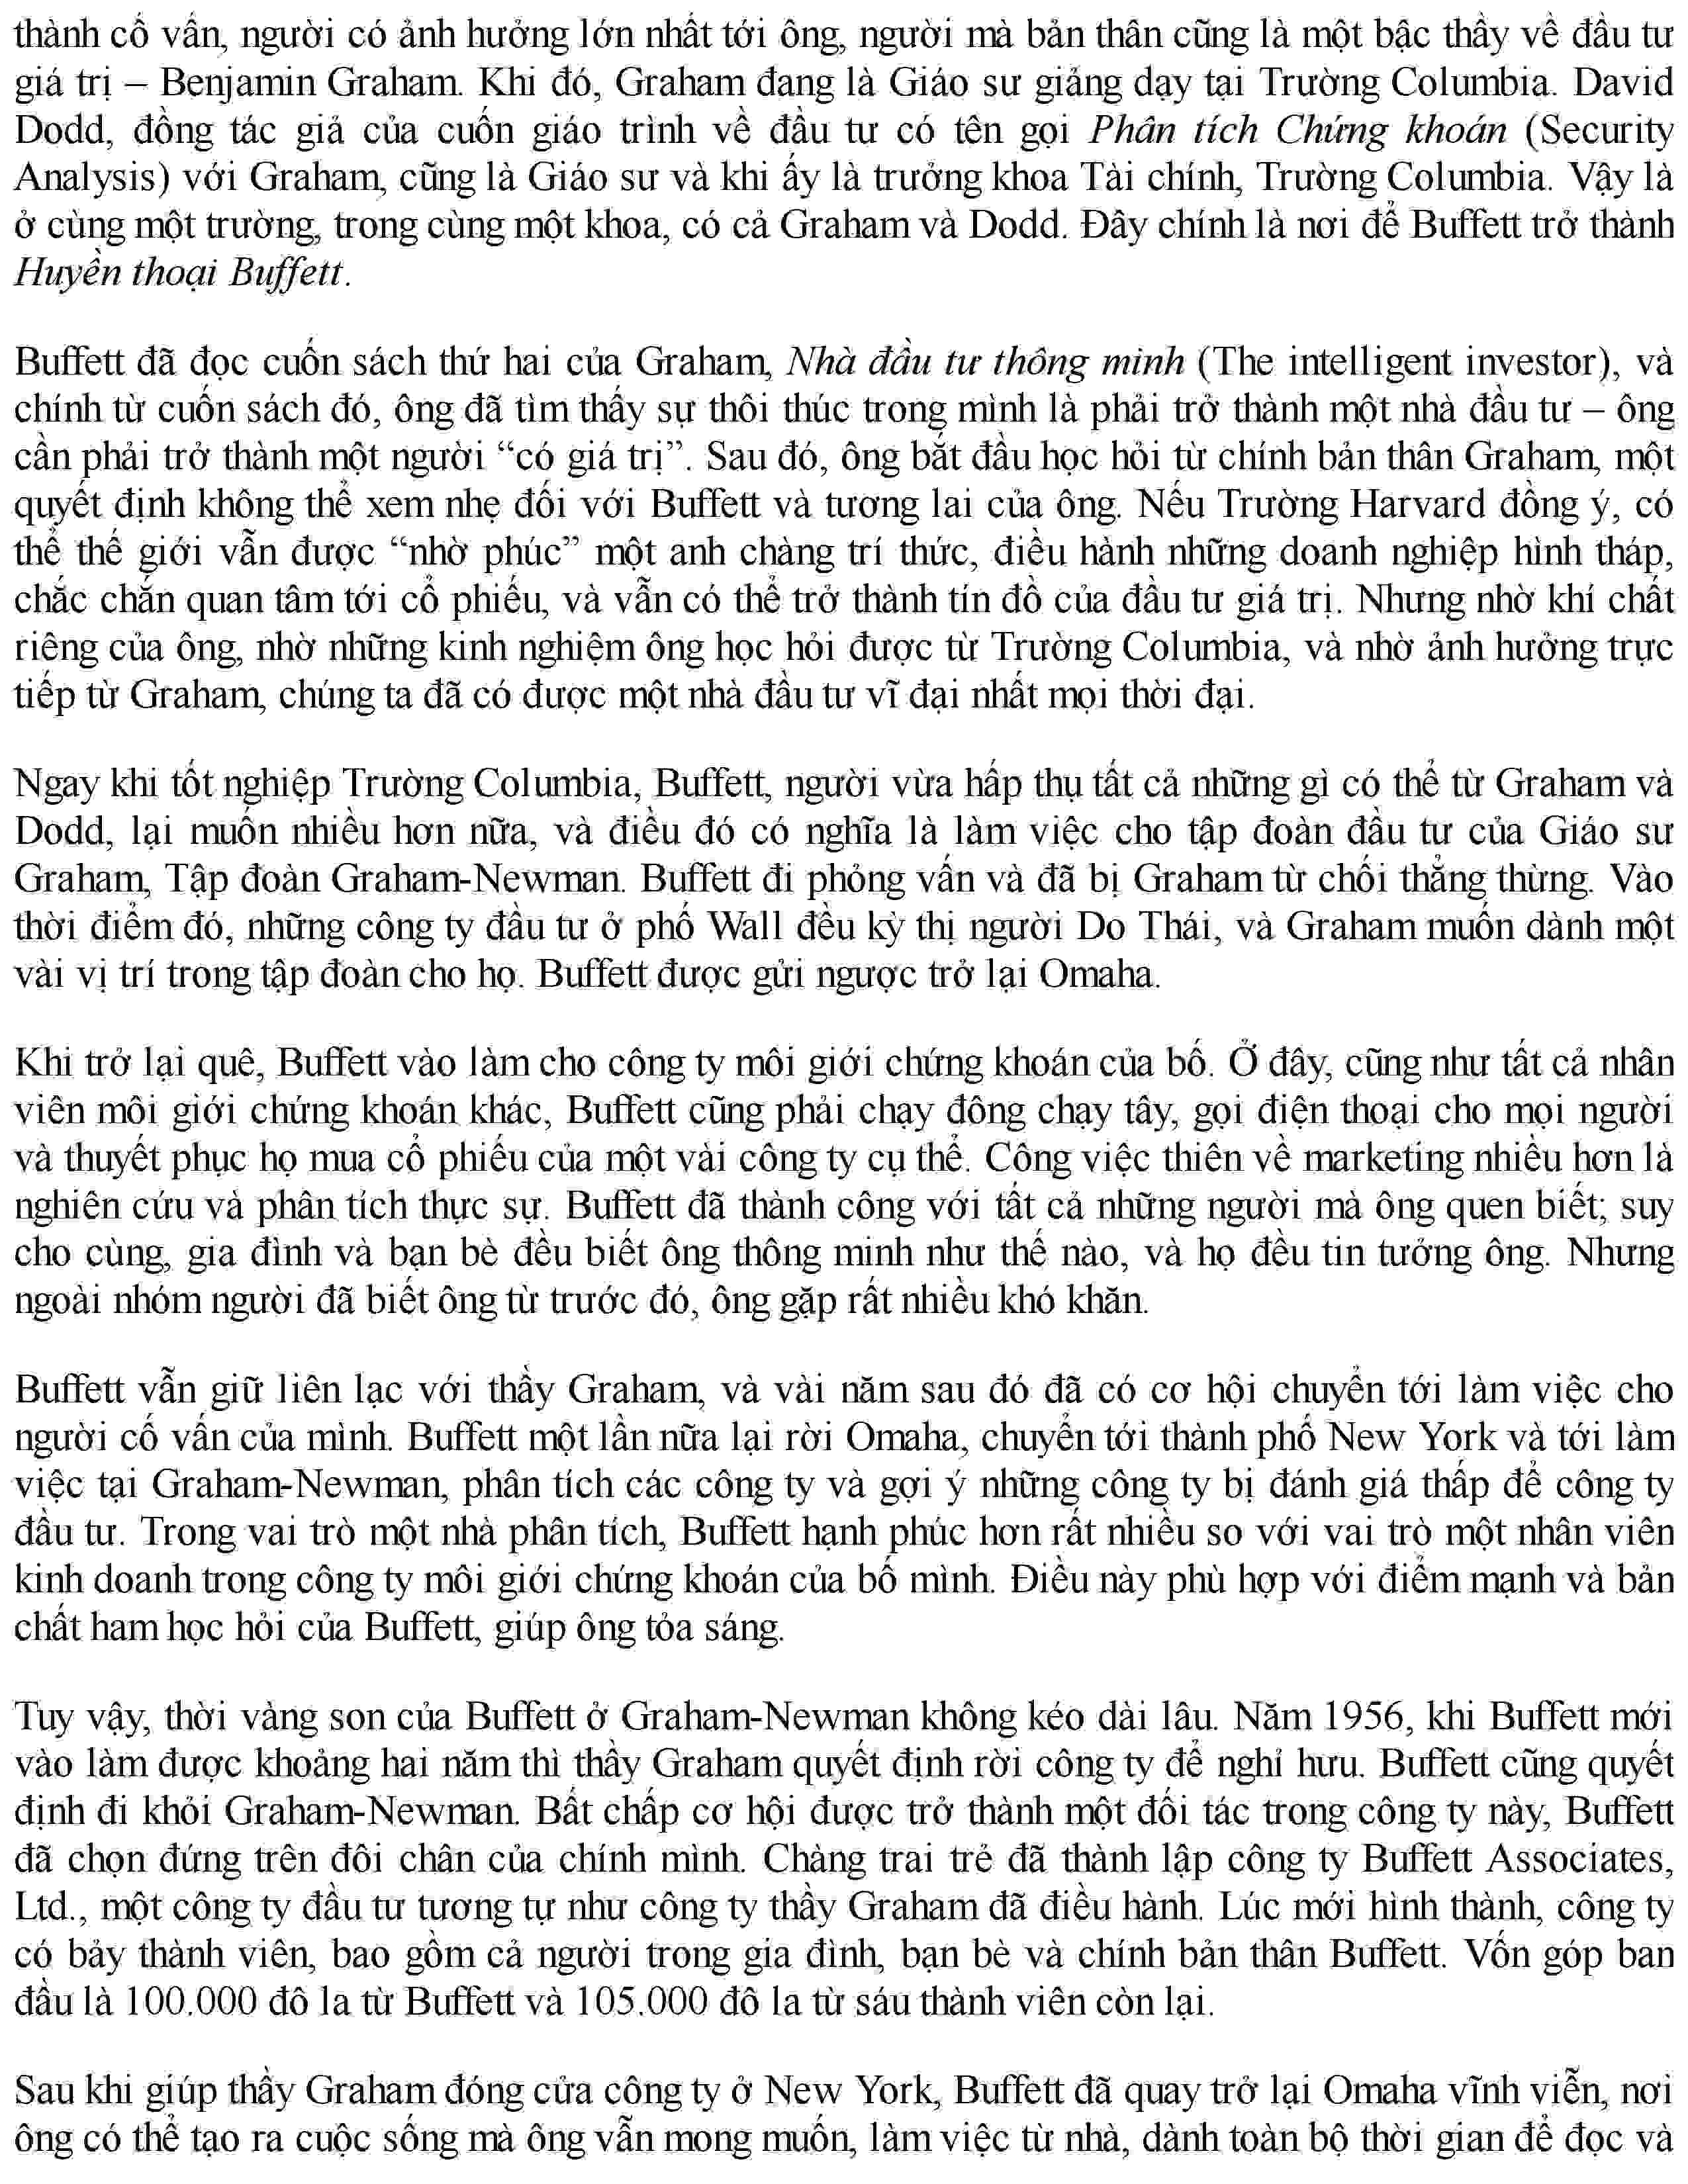 thành cố vấn, người có ảnh hưởng lớn nhất tới ông, người mà bản thân cũng là một bậc thầy về đầu tư
giá trị – Benjamin Graham. Khi đó, Graham đang là Giáo sư giảng dạy tại Trường Columbia. David
Dodd, đồng tác giả của cuốn giáo trình về đầu tư có tên gọi Phân tích Chứng khoán (Security
Analysis) với Graham, cũng là Giáo sư và khi ấy là trưởng khoa Tài chính, Trường Columbia. Vậy là
ở cùng một trường, trong cùng một khoa, có cả Graham và Dodd. Đây chính là nơi để Buffett trở thành
Huyền thoại Buffett.
Buffett đã đọc cuốn sách thứ hai của Graham, Nhà đầu tư thông minh (The intelligent investor), và
chính từ cuốn sách đó, ông đã tìm thấy sự thôi thúc trong mình là phải trở thành một nhà đầu tư – ông
cần phải trở thành một người “có giá trị”. Sau đó, ông bắt đầu học hỏi từ chính bản thân Graham, một
quyết định không thể xem nhẹ đối với Buffett và tương lai của ông. Nếu Trường Harvard đồng ý, có
thể thế giới vẫn được “nhờ phúc” một anh chàng trí thức, điều hành những doanh nghiệp hình tháp,
chắc chắn quan tâm tới cổ phiếu, và vẫn có thể trở thành tín đồ của đầu tư giá trị. Nhưng nhờ khí chất
riêng của ông, nhờ những kinh nghiệm ông học hỏi được từ Trường Columbia, và nhờ ảnh hưởng trực
tiếp từ Graham, chúng ta đã có được một nhà đầu tư vĩ đại nhất mọi thời đại.
Ngay khi tốt nghiệp Trường Columbia, Buffett, người vừa hấp thụ tất cả những gì có thể từ Graham và
Dodd, lại muốn nhiều hơn nữa, và điều đó có nghĩa là làm việc cho tập đoàn đầu tư của Giáo sư
Graham, Tập đoàn Graham-Newman. Buffett đi phỏng vấn và đã bị Graham từ chối thẳng thừng. Vào
thời điểm đó, những công ty đầu tư ở phố Wall đều kỳ thị người Do Thái, và Graham muốn dành một
vài vị trí trong tập đoàn cho họ. Buffett được gửi ngược trở lại Omaha.
Khi trở lại quê, Buffett vào làm cho công ty môi giới chứng khoán của bố. Ở đây, cũng như tất cả nhân
viên môi giới chứng khoán khác, Buffett cũng phải chạy đông chạy tây, gọi điện thoại cho mọi người
và thuyết phục họ mua cổ phiếu của một vài công ty cụ thể. Công việc thiên về marketing nhiều hơn là
nghiên cứu và phân tích thực sự. Buffett đã thành công với tất cả những người mà ông quen biết; suy
cho cùng, gia đình và bạn bè đều biết ông thông minh như thế nào, và họ đều tin tưởng ông. Nhưng
ngoài nhóm người đã biết ông từ trước đó, ông gặp rất nhiều khó khăn.
Buffett vẫn giữ liên lạc với thầy Graham, và vài năm sau đó đã có cơ hội chuyển tới làm việc cho
người cố vấn của mình. Buffett một lần nữa lại rời Omaha, chuyển tới thành phố New York và tới làm
việc tại Graham-Newman, phân tích các công ty và gợi ý những công ty bị đánh giá thấp để công ty
đầu tư. Trong vai trò một nhà phân tích, Buffett hạnh phúc hơn rất nhiều so với vai trò một nhân viên
kinh doanh trong công ty môi giới chứng khoán của bố mình. Điều này phù hợp với điểm mạnh và bản
chất ham học hỏi của Buffett, giúp ông tỏa sáng.
Tuy vậy, thời vàng son của Buffett ở Graham-Newman không kéo dài lâu. Năm 1956, khi Buffett mới
vào làm được khoảng hai năm thì thầy Graham quyết định rời công ty để nghỉ hưu. Buffett cũng quyết
định đi khỏi Graham-Newman. Bất chấp cơ hội được trở thành một đối tác trong công ty này, Buffett
đã chọn đứng trên đôi chân của chính mình. Chàng trai trẻ đã thành lập công ty Buffett Associates,
Ltd., một công ty đầu tư tương tự như công ty thầy Graham đã điều hành. Lúc mới hình thành, công ty
có bảy thành viên, bao gồm cả người trong gia đình, bạn bè và chính bản thân Buffett. Vốn góp ban
đầu là 100.000 đô la từ Buffett và 105.000 đô la từ sáu thành viên còn lại.
Sau khi giúp thầy Graham đóng cửa công ty ở New York, Buffett đã quay trở lại Omaha vĩnh viễn, nơi
ông có thể tạo ra cuộc sống mà ông vẫn mong muốn, làm việc từ nhà, dành toàn bộ thời gian để đọc và